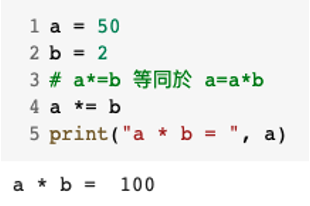 1 a = 50
2 b = 2
3 # a*=b 等同於 a=a*b
4 a *= b
5 print("a * b = ", a)
a * b =  100